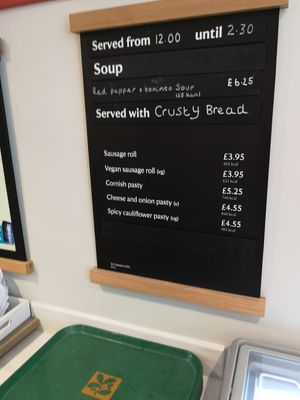 Served from 12.00 until 2.30
Soup
Red pepper & tomato Soup £6.25
Served with Crusty Bread
Sausage roll £3.95
Vegan sausage roll (vg) £3.95
Cornish pasty £5.25
Cheese and onion pasty (v) £4.55
Spicy cauliflower pasty (vg) £4.55